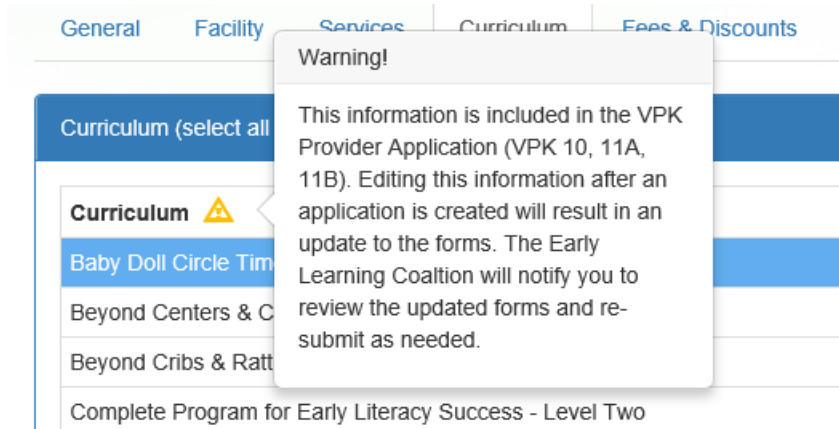 General Facility Services Curriculum Fees & Discounts
Warning!
This information is included in the VPK
Provider Application (VPK 10, 11A,
11B). Editing this information after an
application is created will result in an
update to the forms. The Early
Learning Coaltion will notify you to
review the updated forms and re-
submit as needed.
Curriculum (select all
Curriculum
Baby Doll Circle Tim
Beyond Centers & C
Beyond Cribs & Ratt
Complete Program for Early Literacy Success - Level Two